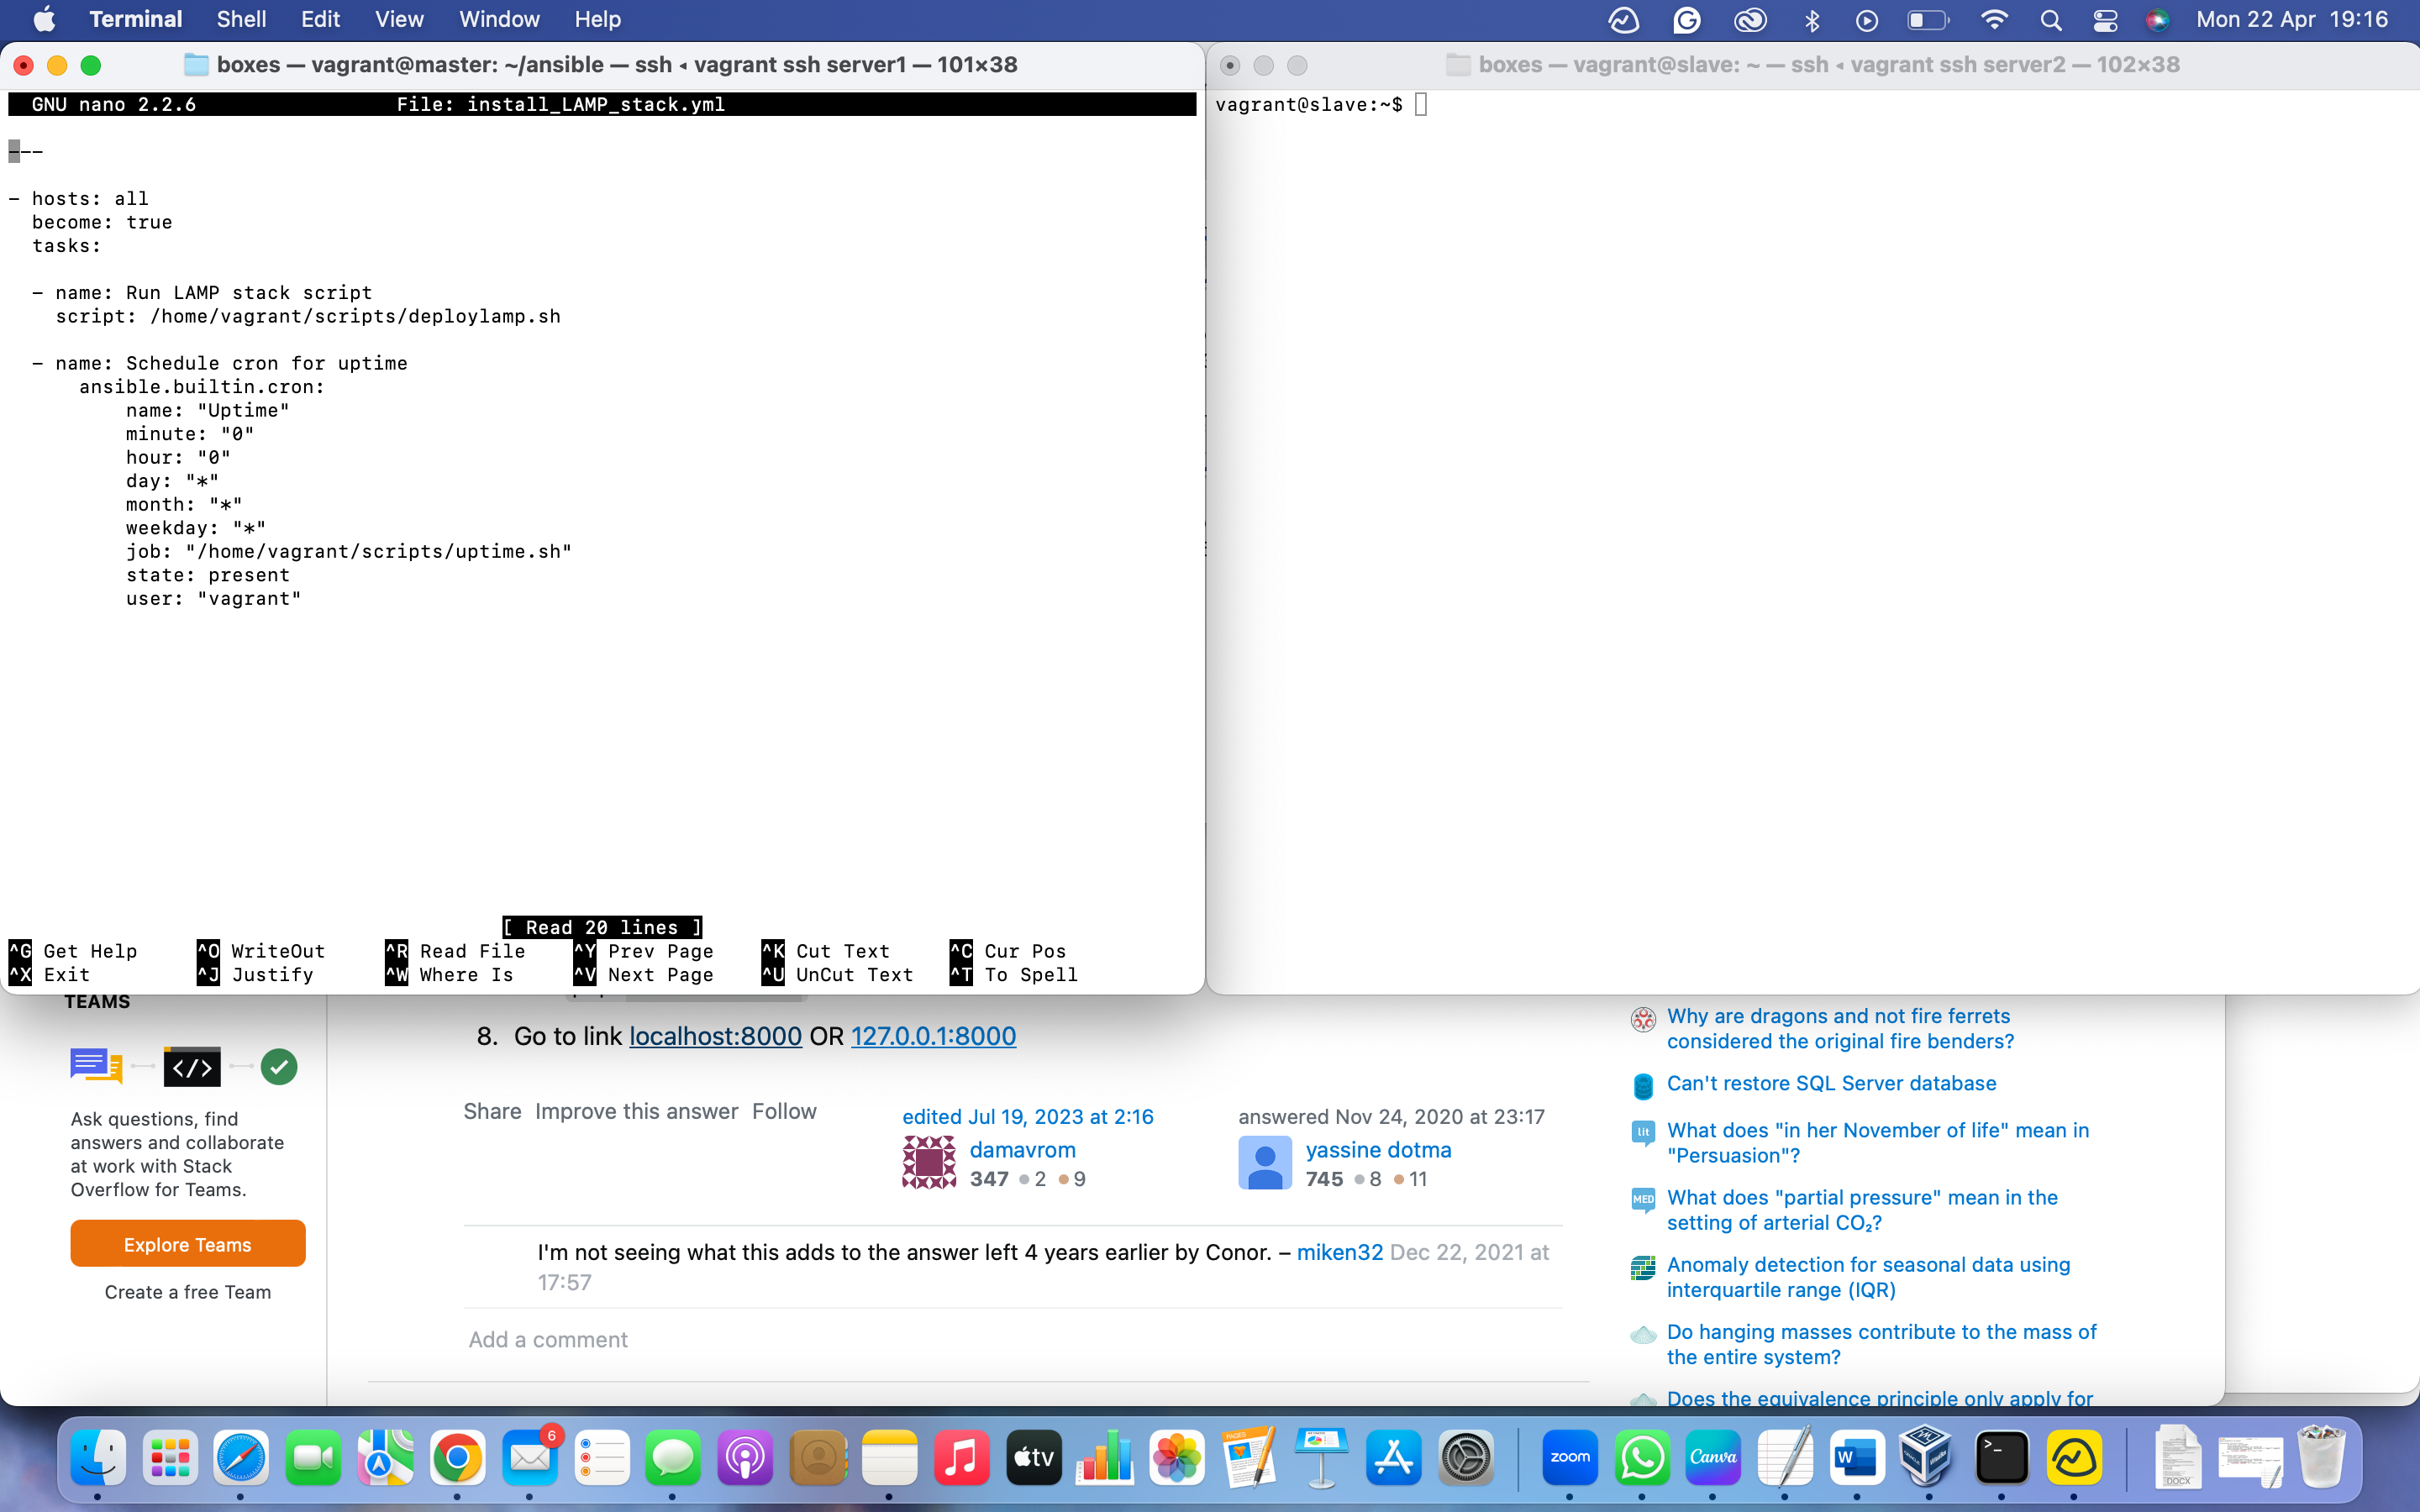 Terminal Shell Edit View Window Help Mon 22 Apr 19:16
boxes — vagrant@master: ~/ansible — ssh ◂ vagrant ssh server1 — 101×38
GNU nano 2.2.6 File: install_LAMP_stack.yml
---
- hosts: all
become: true
tasks:
- name: Run LAMP stack script
script: /home/vagrant/scripts/deploylamp.sh
- name: Schedule cron for uptime
ansible.builtin.cron:
name: "Uptime"
minute: "0"
hour: "0"
day: "*"
month: "*"
weekday: "*"
job: "/home/vagrant/scripts/uptime.sh"
state: present
user: "vagrant"
[ Read 20 lines ]
^G Get Help ^O WriteOut ^R Read File ^Y Prev Page ^K Cut Text ^C Cur Pos
^X Exit ^J Justify ^W Where Is ^V Next Page ^U UnCut Text ^T To Spell
boxes — vagrant@slave: ~ — ssh ◂ vagrant ssh server2 — 102×38
vagrant@slave:~$
TEAMS
Ask questions, find
answers and collaborate
at work with Stack
Overflow for Teams.
Explore Teams
Create a free Team
8. Go to link localhost:8000 OR 127.0.0.1:8000
Share Improve this answer Follow
edited Jul 19, 2023 at 2:16
damavrom
347 2 9
answered Nov 24, 2020 at 23:17
yassine dotma
745 8 11
I'm not seeing what this adds to the answer left 4 years earlier by Conor. – miken32 Dec 22, 2021 at
17:57
Add a comment
Why are dragons and not fire ferrets
considered the original fire benders?
Can't restore SQL Server database
lit
What does "in her November of life" mean in
"Persuasion"?
MED
What does "partial pressure" mean in the
setting of arterial CO₂?
Anomaly detection for seasonal data using
interquartile range (IQR)
Do hanging masses contribute to the mass of
the entire system?
Does the equivalence principle only apply for
6
tv
PAGES
zoom
Canva
W
>_
DOCX